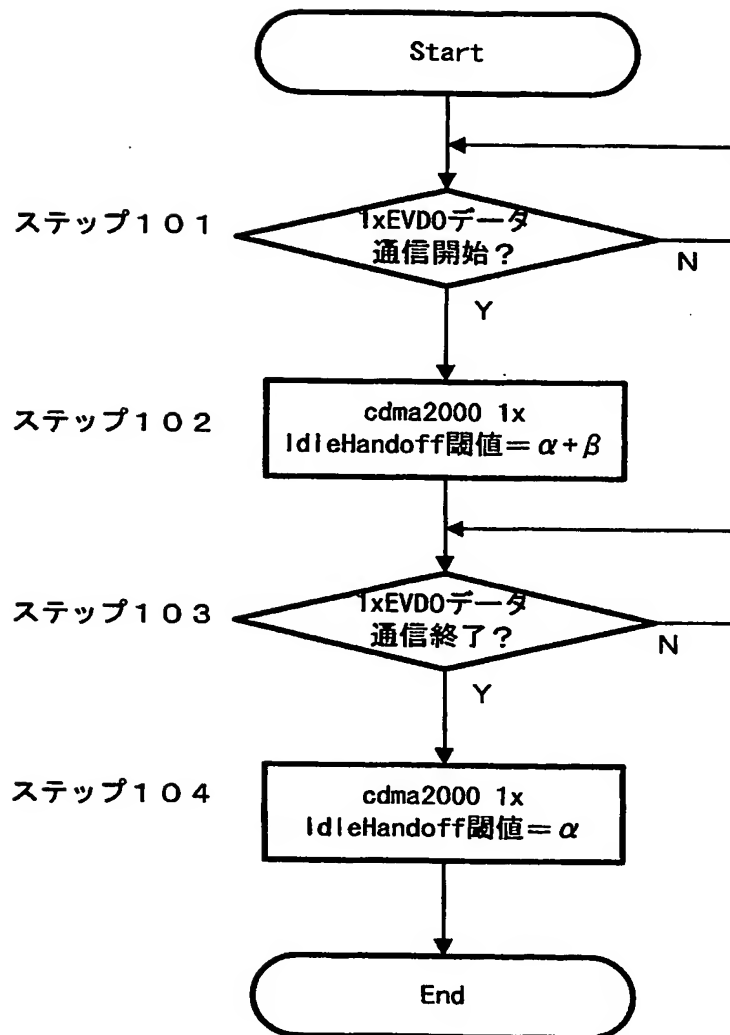 Start
ステップ101
1xEVDOデータ
通信開始?
N
Y
ステップ102
cdma2000 1x
IdleHandoff閾値=α+β
ステップ103
1xEVDOデータ
通信終了?
N
Y
ステップ104
cdma2000 1x
IdleHandoff閾値=α
End